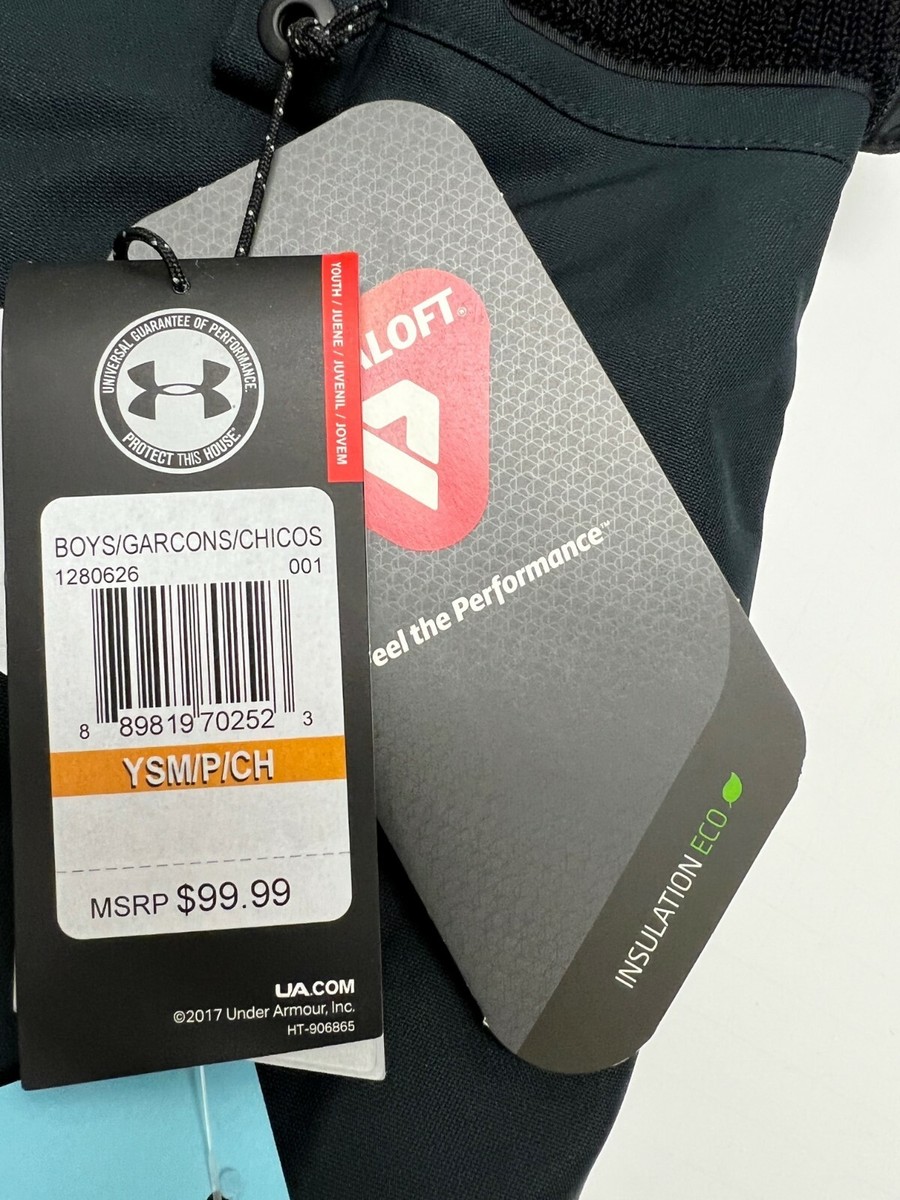 UNIVERSAL GUARANTEE OF PERFORMANCE.
PROTECT THIS HOUSE
YOUTH / JUENE / JUVENIL / JOVEM
BOYS/GARCONS/CHICOS
1280626 001
8 89819 70252 3
YSM/P/CH
MSRP $99.99
UA.COM
©2017 Under Armour, Inc.
HT-906865
ALOFT®
eel the Performance™
INSULATION ECO